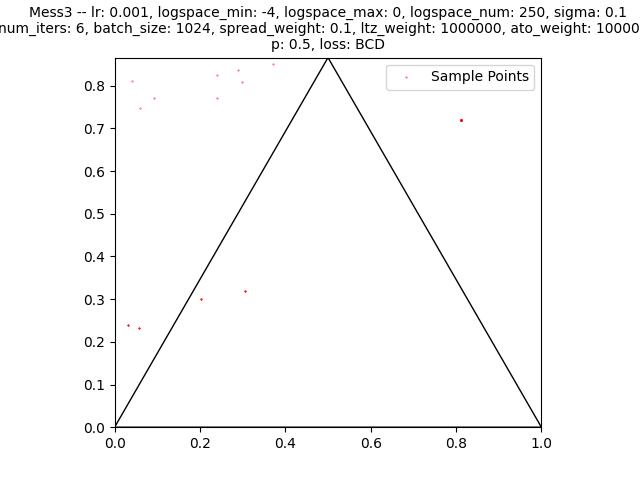 Mess3 -- lr: 0.001, logspace_min: -4, logspace_max: 0, logspace_num: 250, sigma: 0.1
num_iters: 6, batch_size: 1024, spread_weight: 0.1, ltz_weight: 1000000, ato_weight: 10000
p: 0.5, loss: BCD
Sample Points
0.8
0.7
0.6
0.5
0.4
0.3
0.2
0.1
0.0
0.0 0.2 0.4 0.6 0.8 1.0